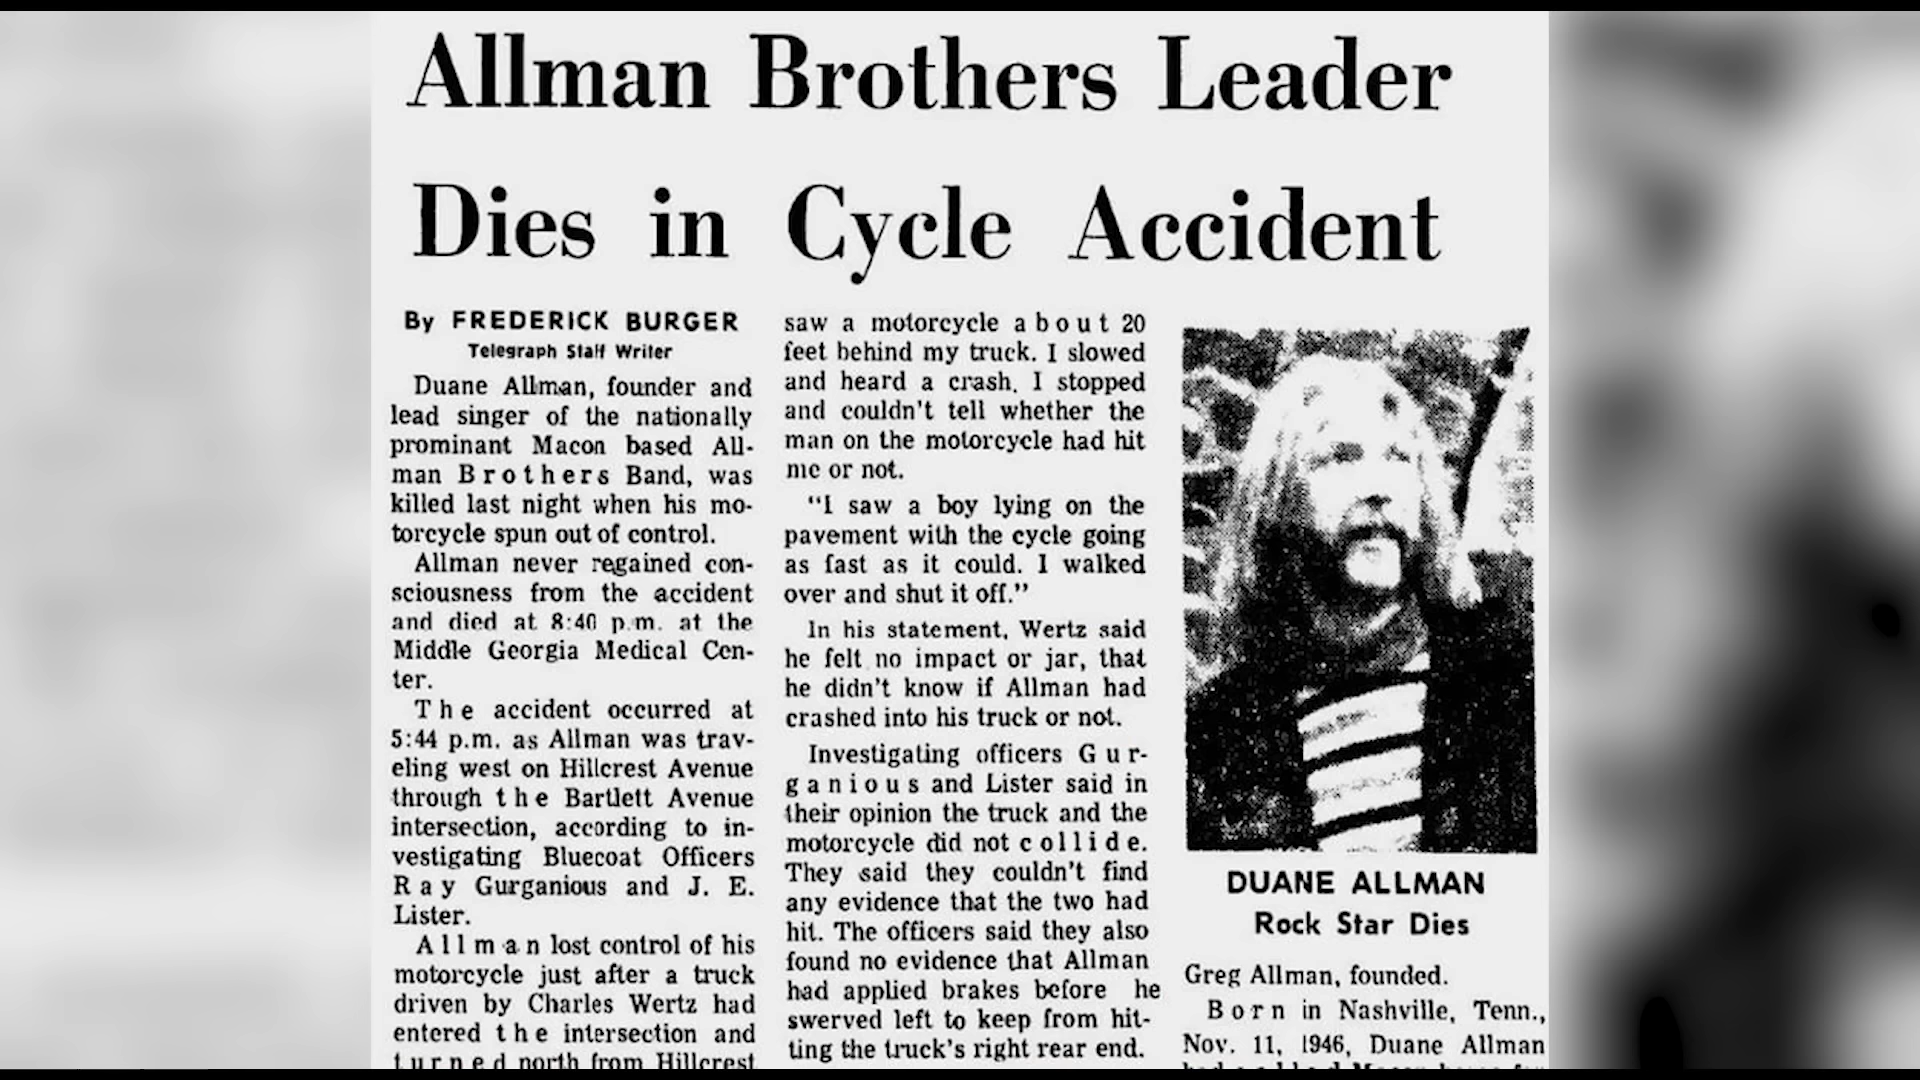 Allman Brothers Leader
Dies in Cycle Accident
By FREDERICK BURGER
Telegraph Staff Writer
Duane Allman, founder and
lead singer of the nationally
prominant Macon based All-
man Brothers Band, was
killed last night when his mo-
torcycle spun out of control.
Allman never regained con-
sciousness from the accident
and died at 8:40 p.m. at the
Middle Georgia Medical Cen-
ter.
The accident occurred at
5:44 p.m. as Allman was trav-
eling west on Hillcrest Avenue
through the Bartlett Avenue
intersection, according to in-
vestigating Bluecoat Officers
Ray Gurganious and J. E.
Lister.
Allman lost control of his
motorcycle just after a truck
driven by Charles Wertz had
entered the intersection and
turned north from Hillcrest
saw a motorcycle about 20
feet behind my truck. I slowed
and heard a crash. I stopped
and couldn't tell whether the
man on the motorcycle had hit
me or not.
"I saw a boy lying on the
pavement with the cycle going
as fast as it could. I walked
over and shut it off."
In his statement, Wertz said
he felt no impact or jar, that
he didn't know if Allman had
crashed into his truck or not.
Investigating officers Gur-
ganious and Lister said in
their opinion the truck and the
motorcycle did not collide.
They said they couldn't find
any evidence that the two had
hit. The officers said they also
found no evidence that Allman
had applied brakes before he
swerved left to keep from hit-
ting the truck's right rear end.
DUANE ALLMAN
Rock Star Dies
Greg Allman, founded.
Born in Nashville, Tenn.,
Nov. 11, 1946, Duane Allman